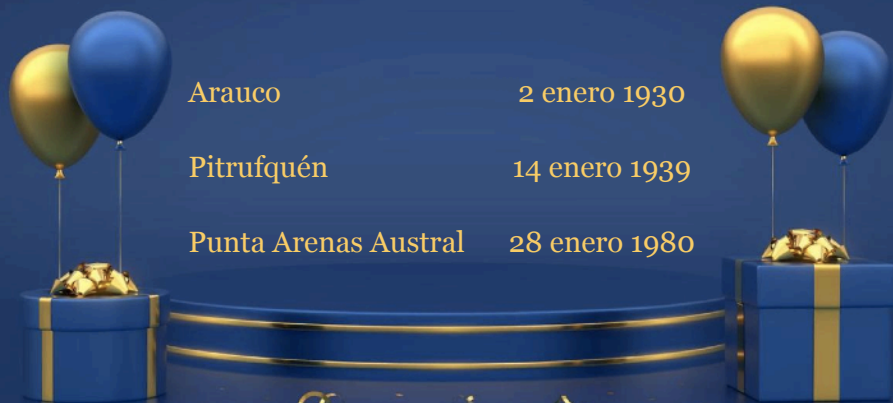 Arauco 2 enero 1930
Pitrufquén 14 enero 1939
Punta Arenas Austral 28 enero 1980